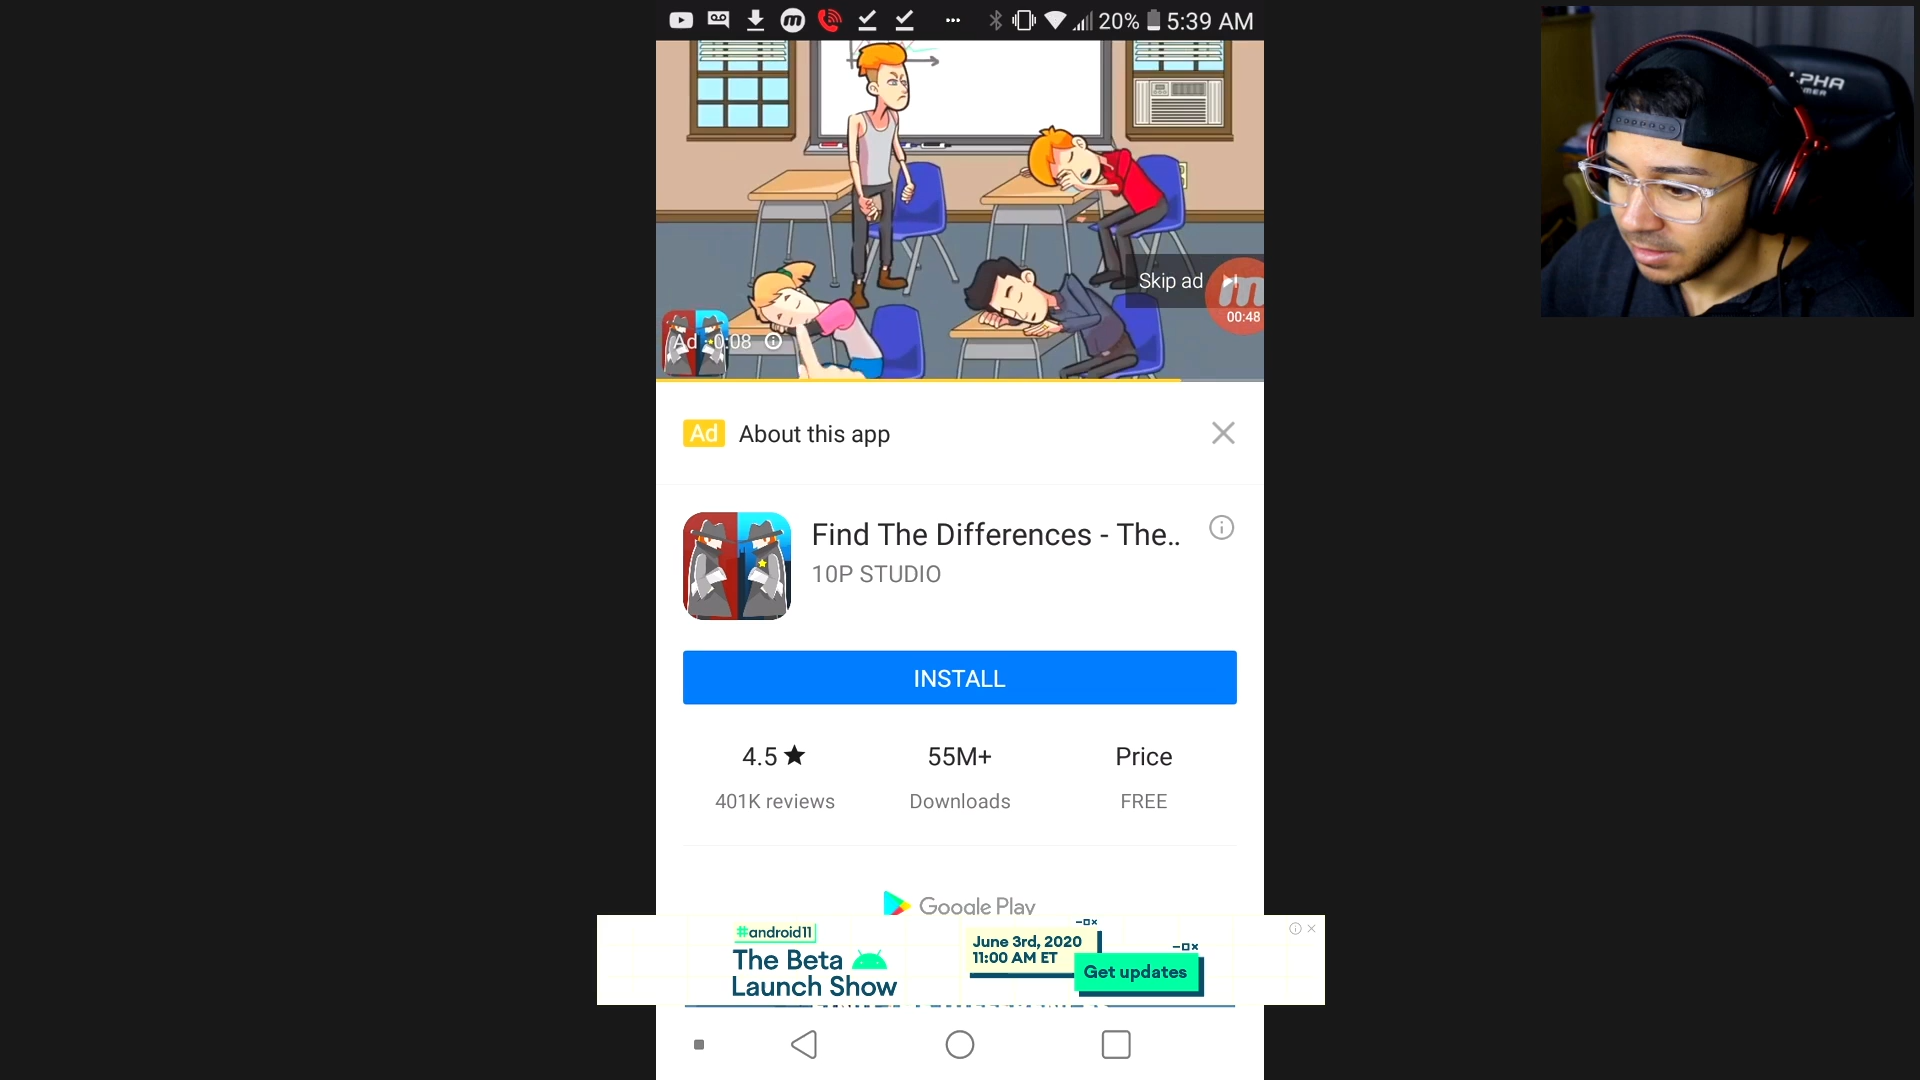 20% 5:39 AM
ALPHA
GAMER
Skip ad
m
00:48
Ad · 0:08
Ad About this app
Find The Differences - The..
10P STUDIO
INSTALL
4.5 ★ 55M+ Price
401K reviews Downloads FREE
Google Play
#android11
The Beta
Launch Show
June 3rd, 2020
11:00 AM ET
Get updates